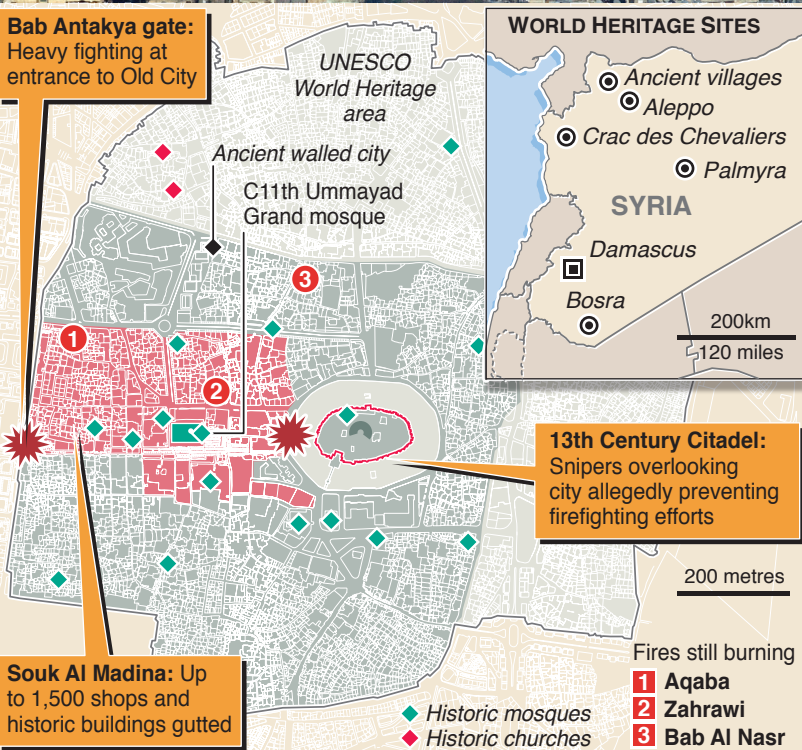 Bab Antakya gate:
Heavy fighting at
entrance to Old City
UNESCO
World Heritage
area
Ancient walled city
C11th Ummayad
Grand mosque
WORLD HERITAGE SITES
Ancient villages
Aleppo
Crac des Chevaliers
Palmyra
SYRIA
Damascus
Bosra
200km
120 miles
1
2
3
13th Century Citadel:
Snipers overlooking
city allegedly preventing
firefighting efforts
200 metres
Souk Al Madina: Up
to 1,500 shops and
historic buildings gutted
Historic mosques
Historic churches
Fires still burning
1 Aqaba
2 Zahrawi
3 Bab Al Nasr